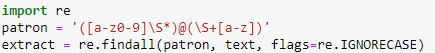 import re
patron = '([a-z0-9]\S*)@(\S+[a-z])'
extract = re.findall(patron, text, flags=re.IGNORECASE)